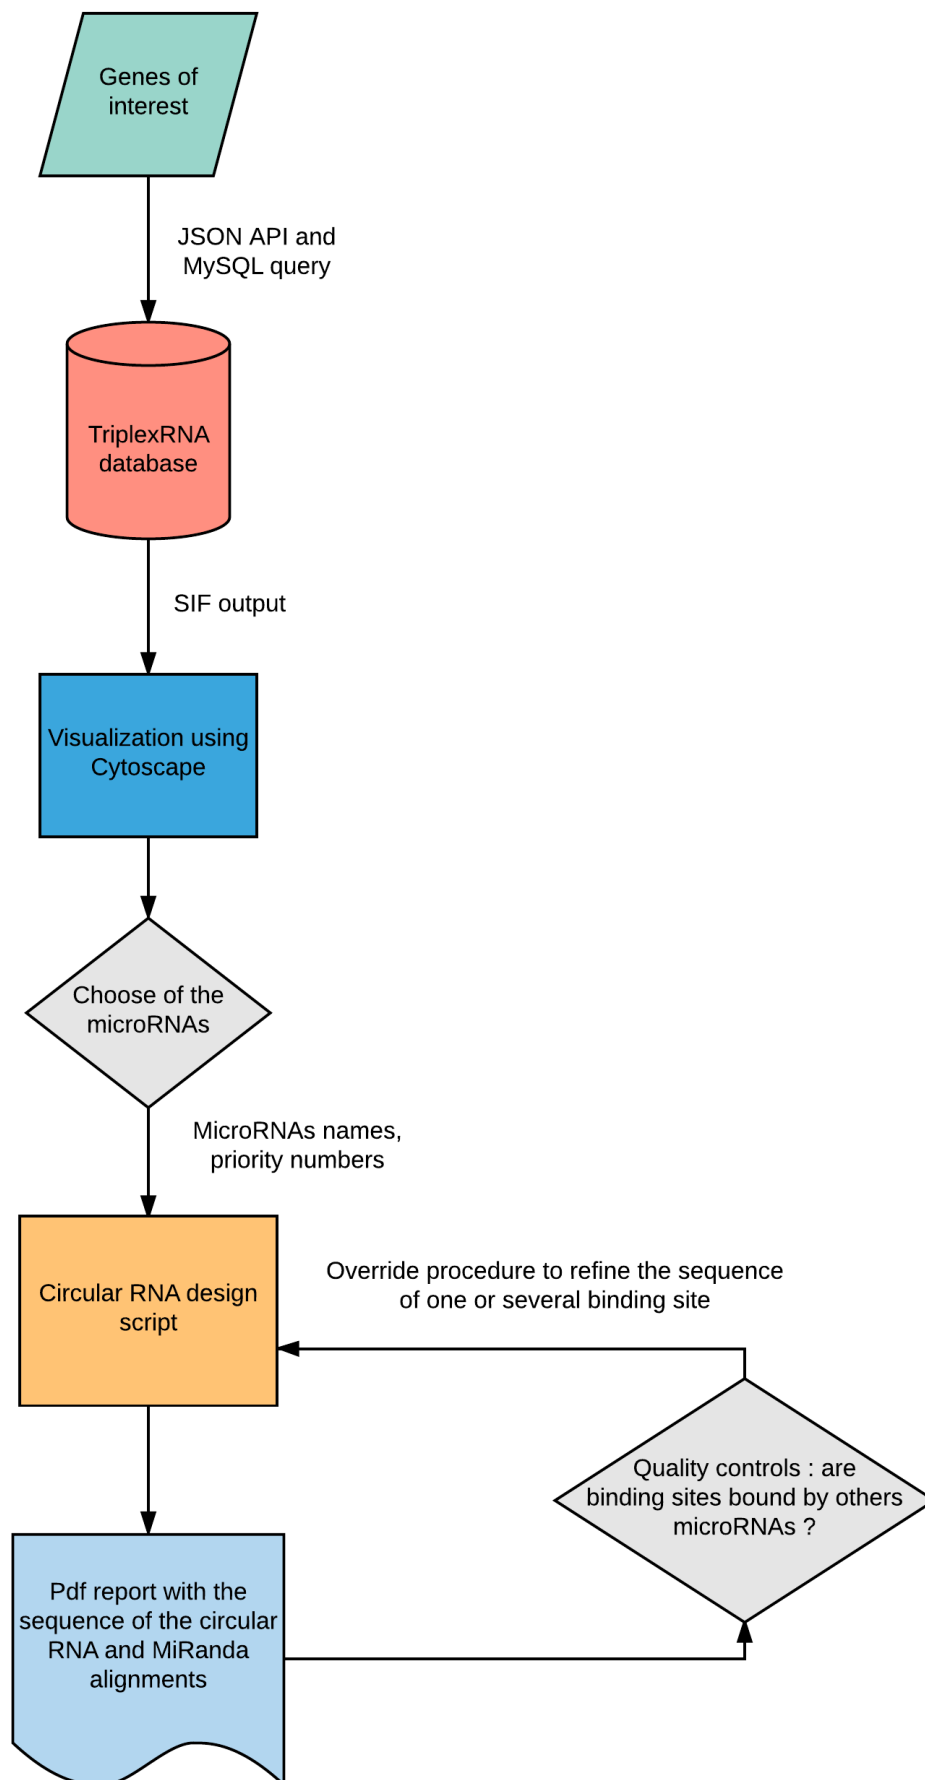 Genes of
interest
JSON API and
MySQL query
TriplexRNA
database
SIF output
Visualization using
Cytoscape
Choose of the
microRNAs
MicroRNAs names,
priority numbers
Circular RNA design
script
Override procedure to refine the sequence
of one or several binding site
Quality controls : are
binding sites bound by others
microRNAs ?
Pdf report with the
sequence of the circular
RNA and MiRanda
alignments